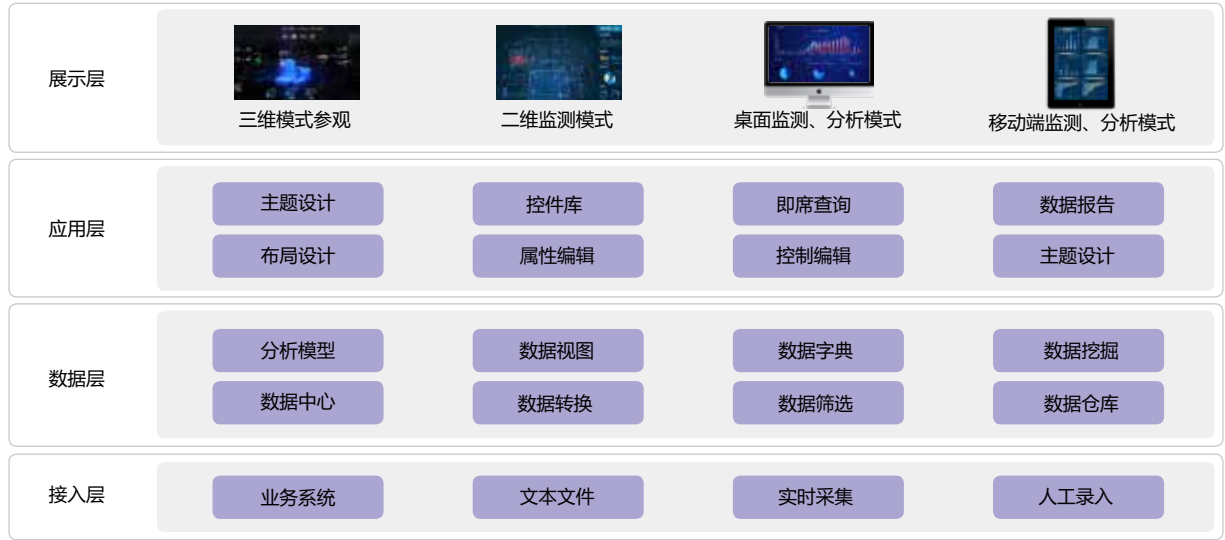 展示层
三维模式参观
二维监测模式
桌面监测、分析模式
移动端监测、分析模式
应用层
主题设计
控件库
即席查询
数据报告
布局设计
属性编辑
控制编辑
主题设计
数据层
分析模型
数据视图
数据字典
数据挖掘
数据中心
数据转换
数据筛选
数据仓库
接入层
业务系统
文本文件
实时采集
人工录入